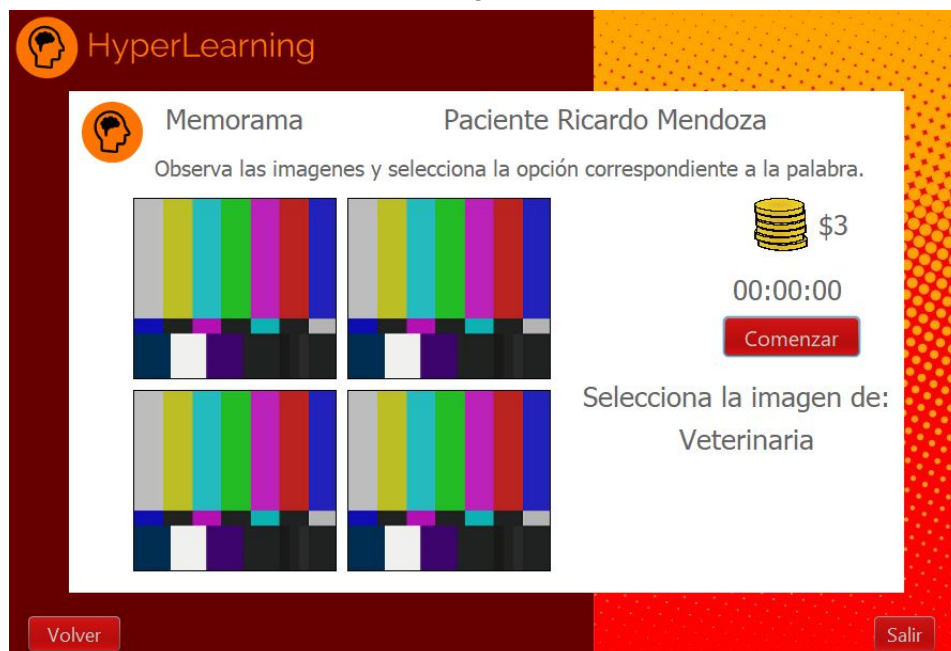 HyperLearning
Memorama
Paciente Ricardo Mendoza
Observa las imagenes y selecciona la opción correspondiente a la palabra.
$3
00:00:00
Comenzar
Selecciona la imagen de:
Veterinaria
Volver
Salir